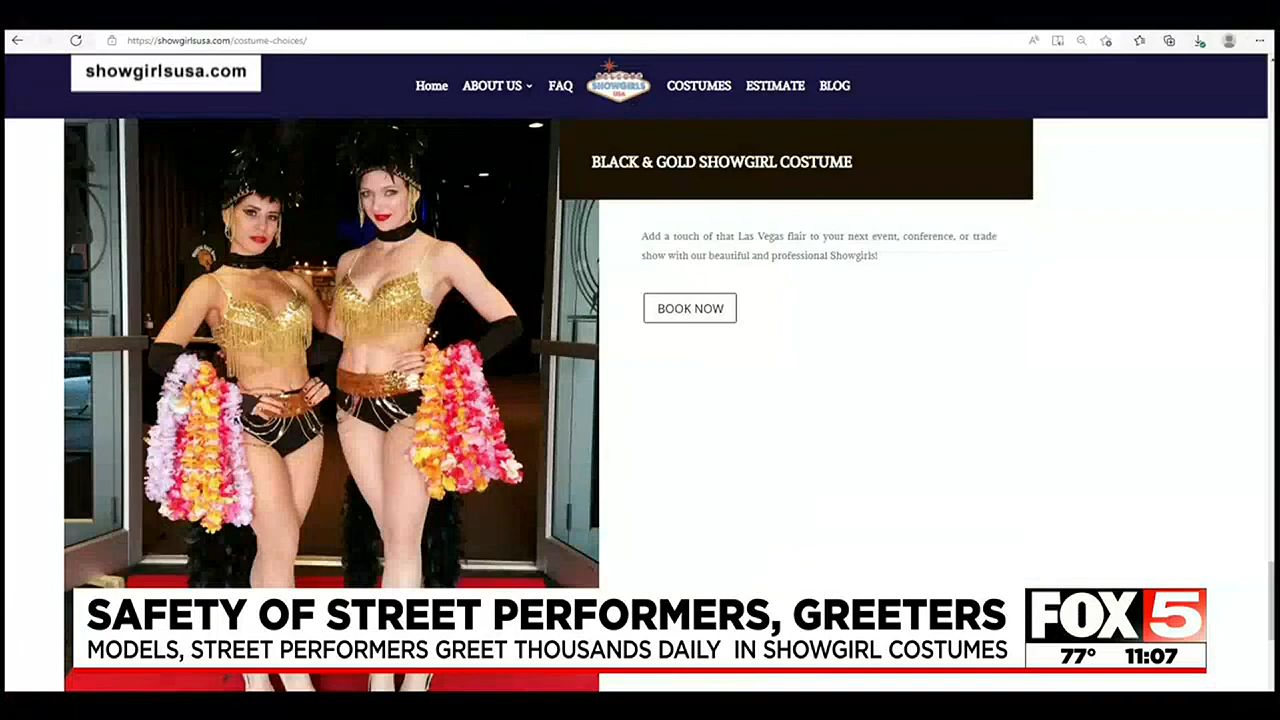 https://showgirlsusa.com/costume-choices/
showgirlsusa.com
Home ABOUT US FAQ
WELCOME
SHOWGIRLS
USA
COSTUMES ESTIMATE BLOG
BLACK & GOLD SHOWGIRL COSTUME
Add a touch of that Las Vegas flair to your next event, conference, or trade
show with our beautiful and professional Showgirls!
BOOK NOW
SAFETY OF STREET PERFORMERS, GREETERS
MODELS, STREET PERFORMERS GREET THOUSANDS DAILY IN SHOWGIRL COSTUMES
FOX 5
77° 11:07